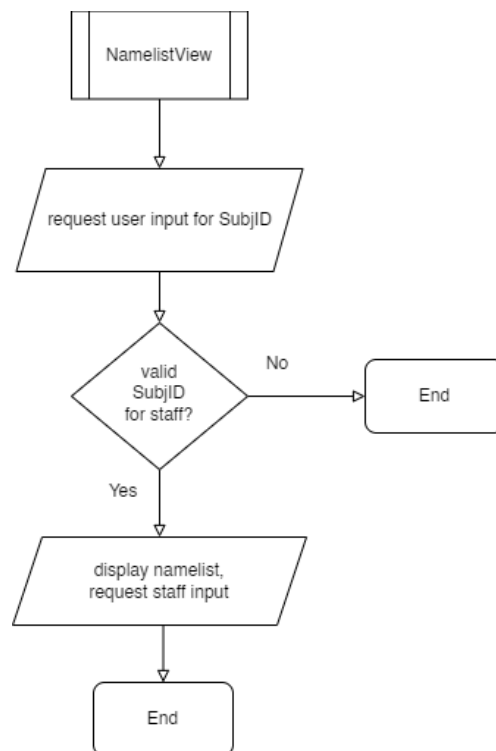 NamelistView
request user input for SubjID
valid
SubjID
for staff?
No
End
Yes
display namelist,
request staff input
End